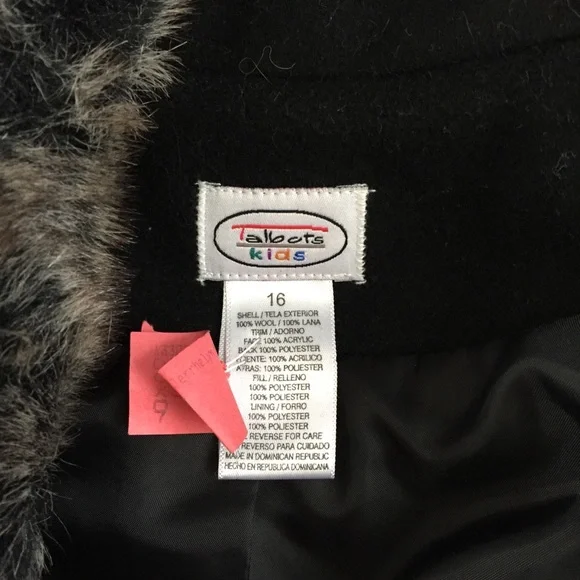 Talbots
kids
16
SHELL / TELA EXTERIOR
100% WOOL / 100% LANA
TRIM / ADORNO
FACE 100% ACRYLIC
BACK 100% POLYESTER
100% ACRILICO
ATRAS: 100% POLIESTER
FILL / RELLENO
100% POLYESTER
100% POLIESTER
LINING / FORRO
100% POLYESTER
100% POLIESTER
REVERSE FOR CARE
REVERSO PARA CUIDADO
MADE IN DOMINICAN REPUBLIC
HECHO EN REPUBLICA DOMINICANA